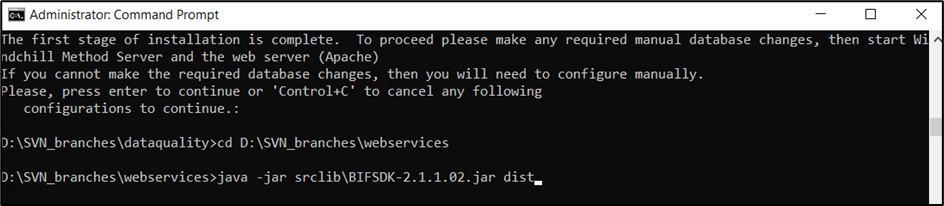 Administrator: Command Prompt
The first stage of installation is complete.  To proceed please make any required manual database changes, then start Wi
ndchill Method Server and the web server (Apache)
If you cannot make the required database changes, then you will need to configure manually.
Please, press enter to continue or 'Control+C' to cancel any following
   configurations to continue.:
D:\SVN_branches\dataquality>cd D:\SVN_branches\webservices
D:\SVN_branches\webservices>java -jar srclib\BIFSDK-2.1.1.02.jar dist